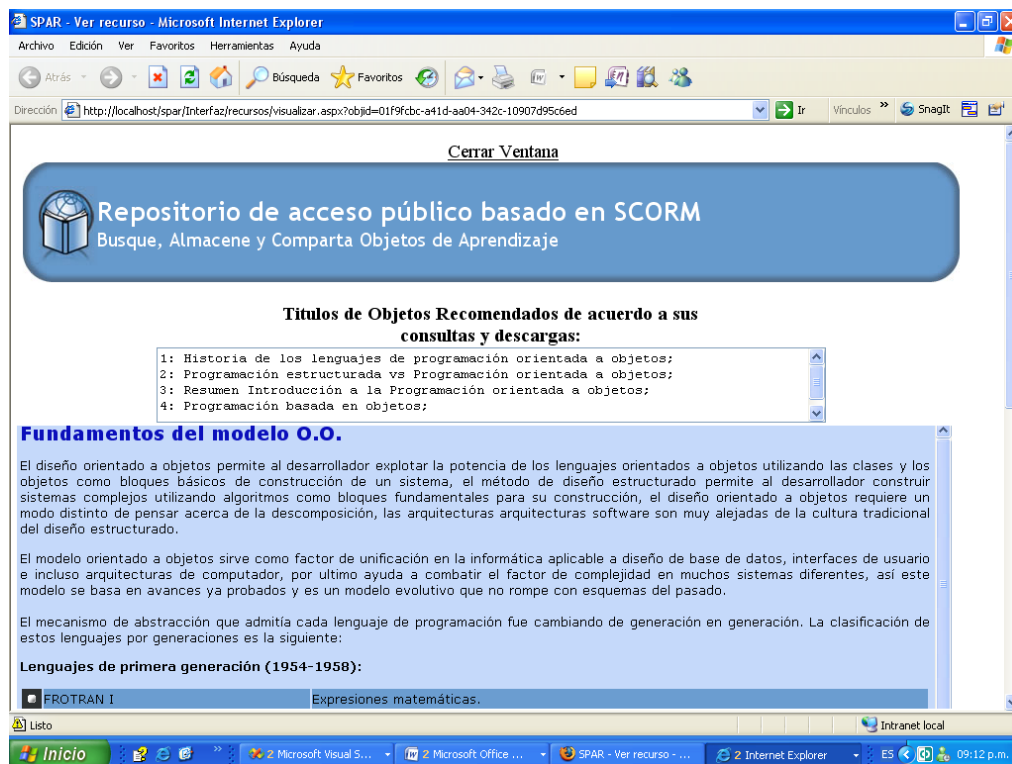 SPAR - Ver recurso - Microsoft Internet Explorer
Archivo Edición Ver Favoritos Herramientas Ayuda
Atrás Búsqueda Favoritos
Dirección http://localhost/spar/Interfaz/recursos/visualizar.aspx?objid=01f9fcbc-a41d-aa04-342c-10907d95c6ed Ir Vínculos » SnagIt
Cerrar Ventana
Repositorio de acceso público basado en SCORM
Busque, Almacene y Comparta Objetos de Aprendizaje
Titulos de Objetos Recomendados de acuerdo a sus
consultas y descargas:
1: Historia de los lenguajes de programación orientada a objetos;
2: Programación estructurada vs Programación orientada a objetos;
3: Resumen Introducción a la Programación orientada a objetos;
4: Programación basada en objetos;
Fundamentos del modelo O.O.
El diseño orientado a objetos permite al desarrollador explotar la potencia de los lenguajes orientados a objetos utilizando las clases y los
objetos como bloques básicos de construcción de un sistema, el método de diseño estructurado permite al desarrollador construir
sistemas complejos utilizando algoritmos como bloques fundamentales para su construcción, el diseño orientado a objetos requiere un
modo distinto de pensar acerca de la descomposición, las arquitecturas arquitecturas software son muy alejadas de la cultura tradicional
del diseño estructurado.
El modelo orientado a objetos sirve como factor de unificación en la informática aplicable a diseño de base de datos, interfaces de usuario
e incluso arquitecturas de computador, por ultimo ayuda a combatir el factor de complejidad en muchos sistemas diferentes, así este
modelo se basa en avances ya probados y es un modelo evolutivo que no rompe con esquemas del pasado.
El mecanismo de abstracción que admitía cada lenguaje de programación fue cambiando de generación en generación. La clasificación de
estos lenguajes por generaciones es la siguiente:
Lenguajes de primera generación (1954-1958):
FROTRAN I Expresiones matemáticas.
Listo Intranet local
Inicio » 2 Microsoft Visual S... 2 Microsoft Office ... SPAR - Ver recurso - ... 2 Internet Explorer ES 09:12 p.m.